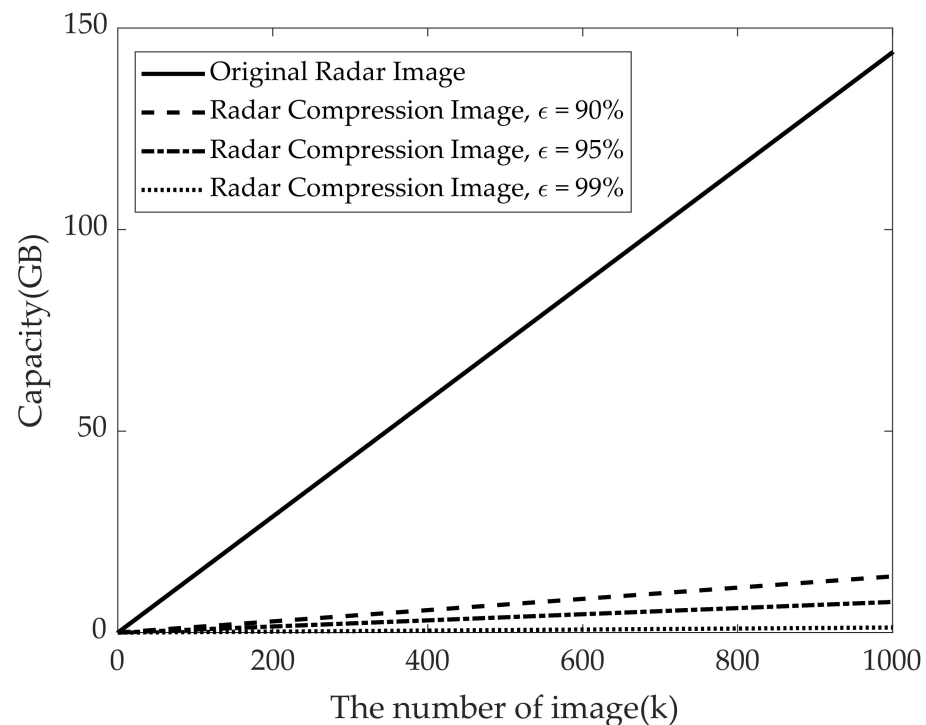 150
Original Radar Image
Radar Compression Image, ϵ = 90%
Radar Compression Image, ϵ = 95%
Radar Compression Image, ϵ = 99%
100
Capacity(GB)
50
0
0 200 400 600 800 1000
The number of image(k)